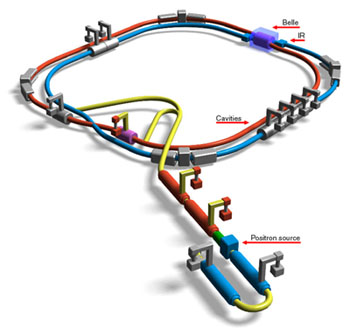 Belle
IR
Cavities
Positron source